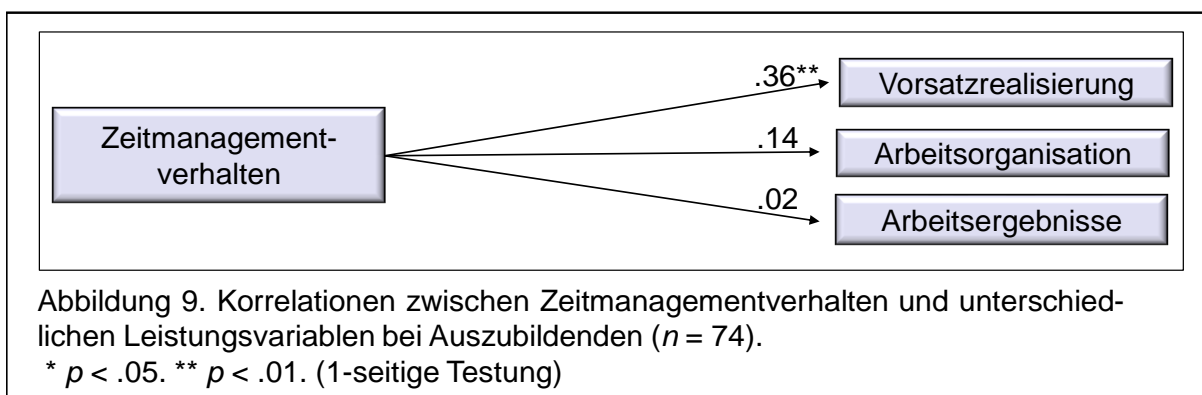 .36**
Vorsatzrealisierung
Zeitmanagement-
verhalten
.14
Arbeitsorganisation
.02
Arbeitsergebnisse
Abbildung 9. Korrelationen zwischen Zeitmanagementverhalten und unterschied-
lichen Leistungsvariablen bei Auszubildenden (n = 74).
* p < .05. ** p < .01. (1-seitige Testung)